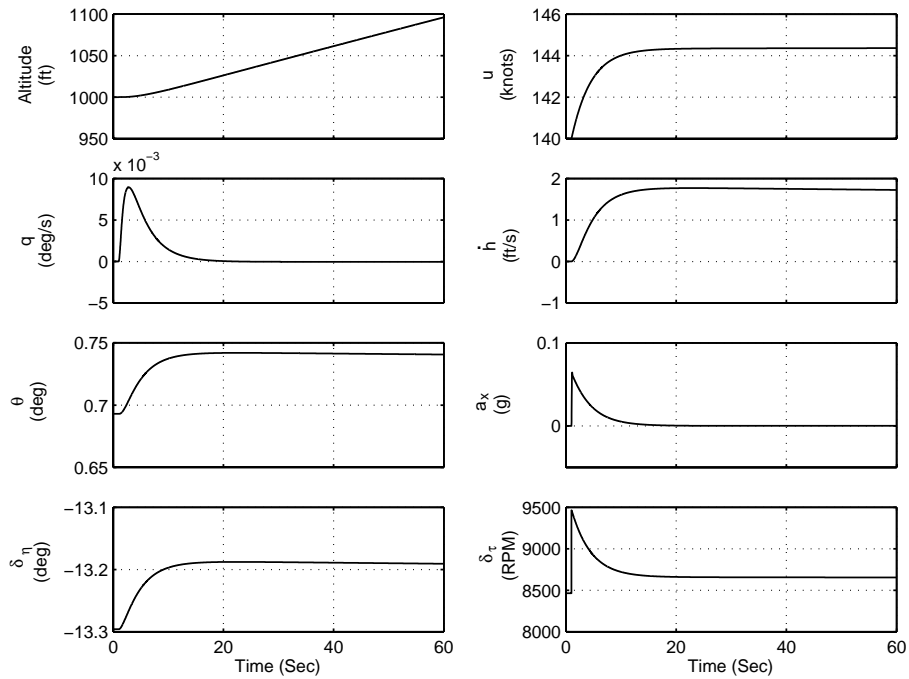 1100
1050
1000
950
Altitude
(ft)
146
144
142
140
u
(knots)
x 10⁻³
10
5
0
−5
q
(deg/s)
2
1
0
−1
ḣ
(ft/s)
0.75
0.7
0.65
θ
(deg)
0.1
0
a_x
(g)
−13.1
−13.2
−13.3
δ_η
(deg)
0
20
40
60
Time (Sec)
9500
9000
8500
8000
δ_τ
(RPM)
0
20
40
60
Time (Sec)